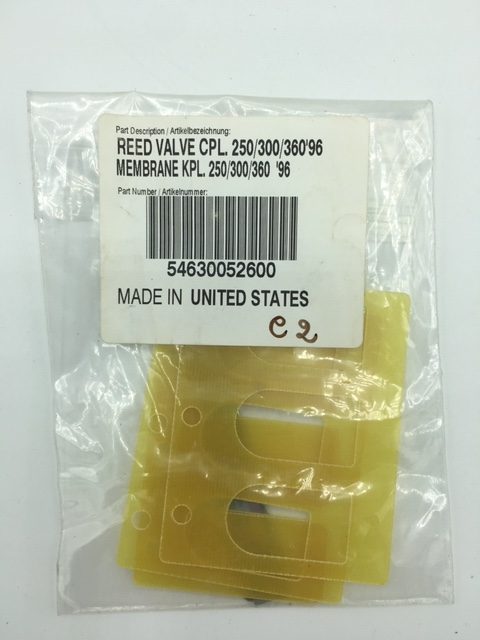 Part Description / Artikelbezeichnung:
REED VALVE CPL. 250/300/360'96
MEMBRANE KPL. 250/300/360 '96
Part Number / Artikelnummer:
54630052600
MADE IN UNITED STATES
C2